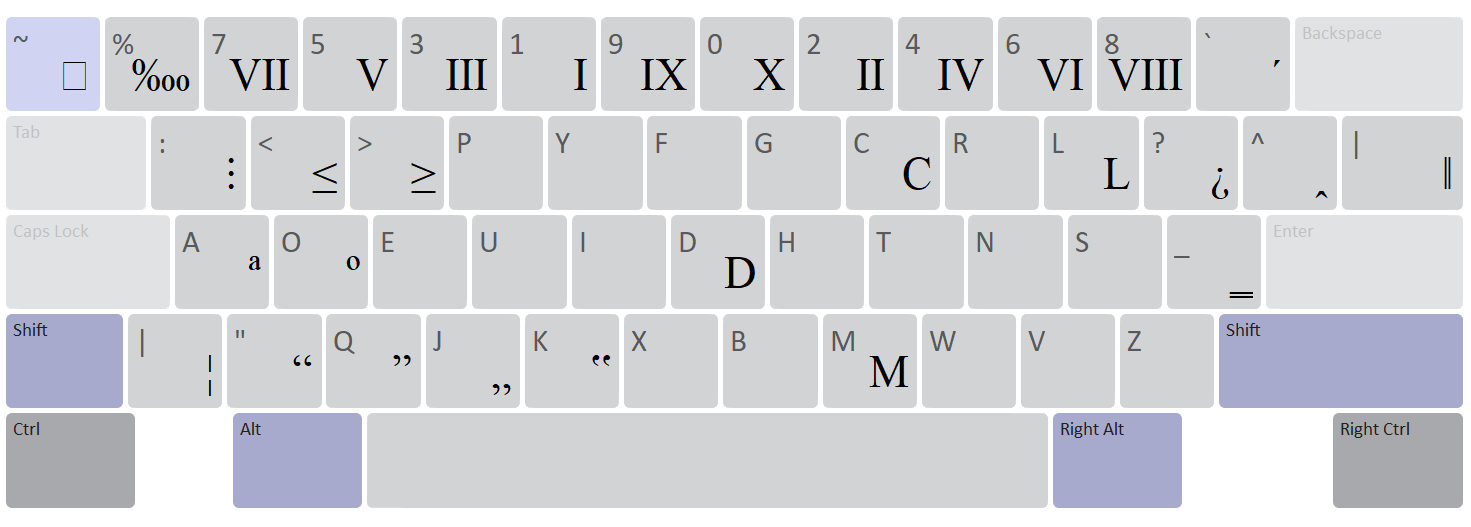 ~ □ % ‱ 7 VII 5 V 3 III 1 I 9 IX 0 X 2 II 4 IV 6 VI 8 VIII ` ′ Backspace
Tab : ⋮ < ≤ > ≥ P Y F G C C R L L ? ¿ ^ ‸ | ‖
Caps Lock A ª O º E U I D D H T N S _ ‗ Enter
Shift | ¦ " “ Q ” J „ K ‟ X B M M W V Z Shift
Ctrl Alt Right Alt Right Ctrl